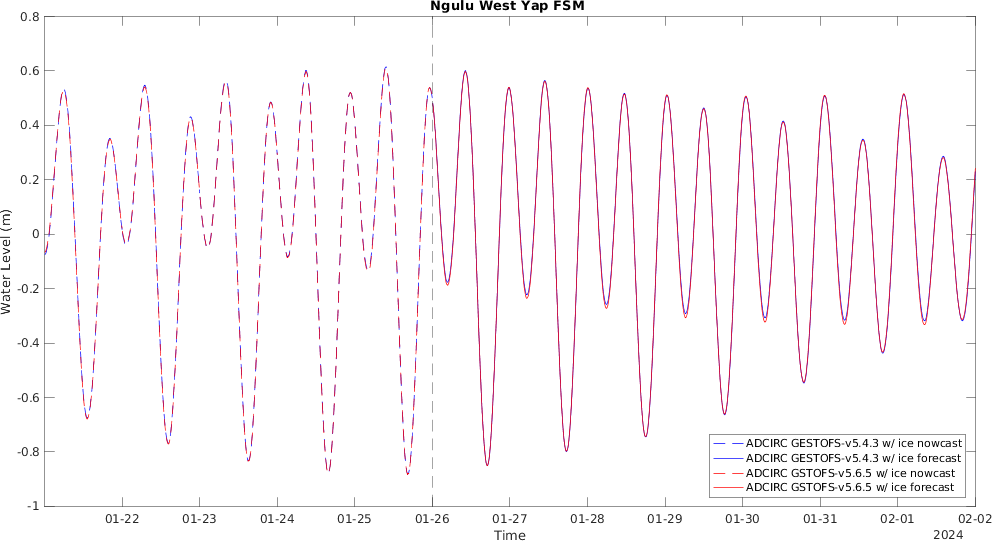 Ngulu West Yap FSM
0.8
0.6
0.4
0.2
0
-0.2
-0.4
-0.6
-0.8
-1
Water Level (m)
ADCIRC GESTOFS-v5.4.3 w/ ice nowcast
ADCIRC GESTOFS-v5.4.3 w/ ice forecast
ADCIRC GSTOFS-v5.6.5 w/ ice nowcast
ADCIRC GSTOFS-v5.6.5 w/ ice forecast
01-22 01-23 01-24 01-25 01-26 01-27 01-28 01-29 01-30 01-31 02-01 02-02
Time
2024